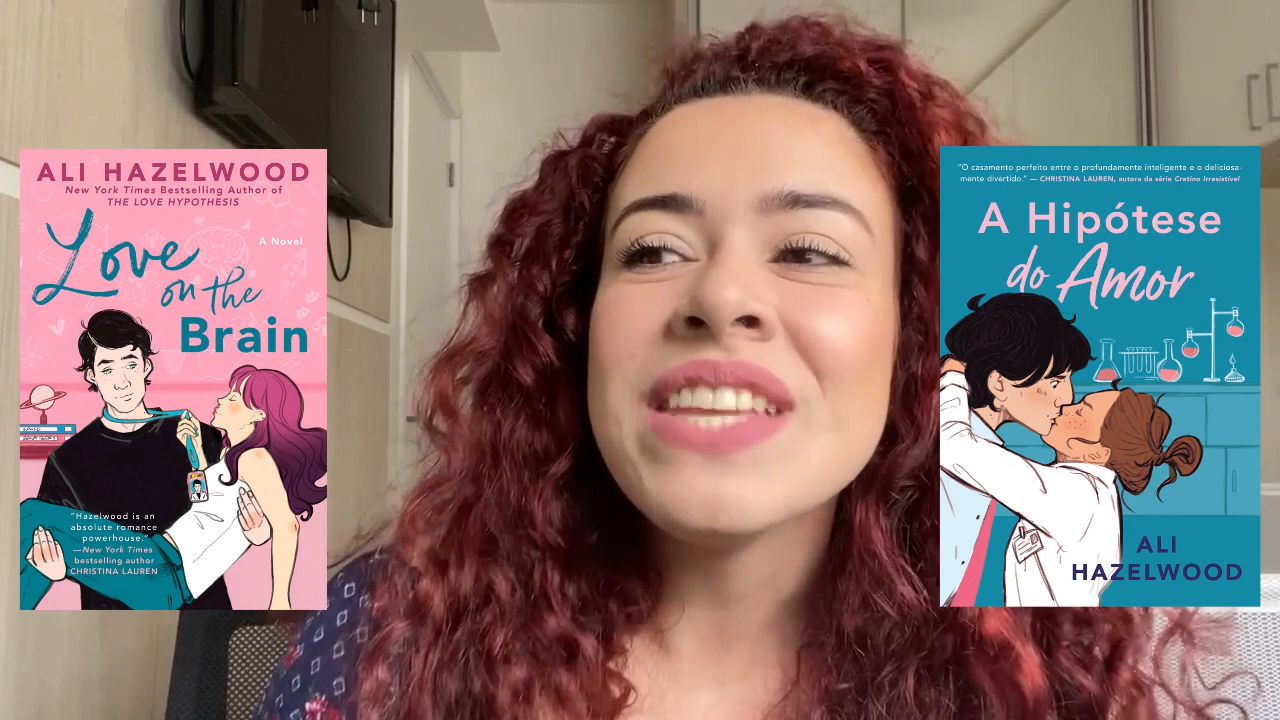 ALI HAZELWOOD
New York Times Bestselling Author of
THE LOVE HYPOTHESIS
Love
on the
Brain
A Novel
"Hazelwood is an
absolute romance
powerhouse."
—New York Times
bestselling author
CHRISTINA LAUREN
"O casamento perfeito entre o profundamente inteligente e o deliciosa-
mente divertido." — CHRISTINA LAUREN, autora da série Cretino Irresistível
A Hipótese
do Amor
ALI
HAZELWOOD